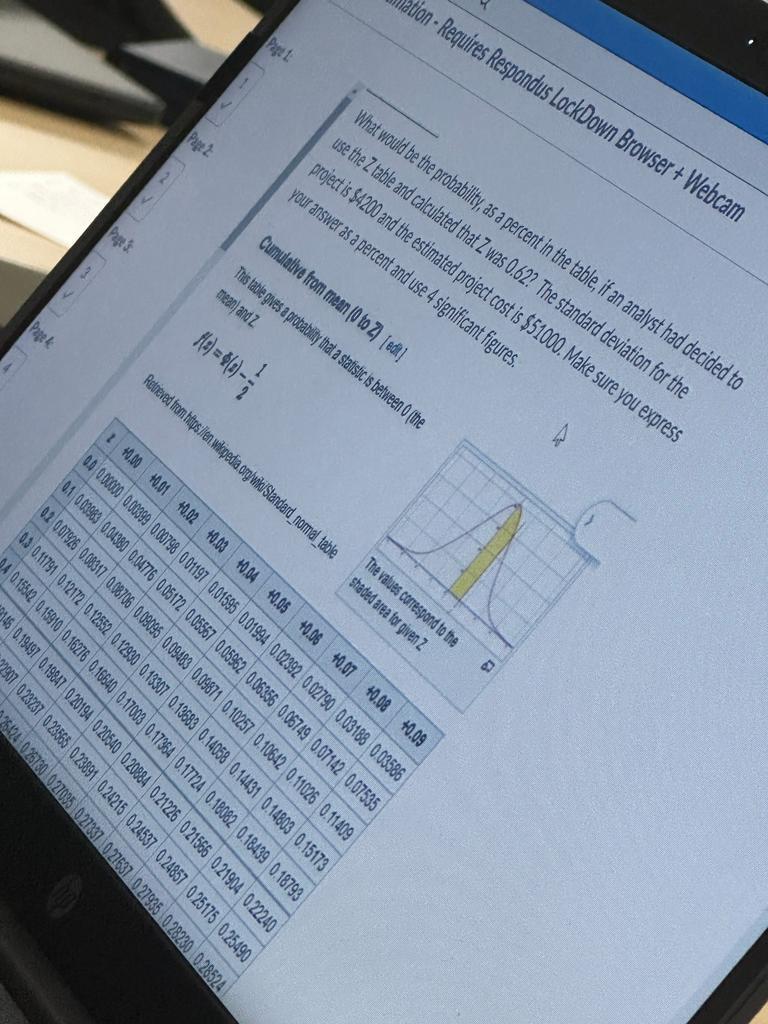 - Requires Respondus LockDown Browser + Webcam
Page 1:
1
Page 2:
2
Page 3:
3
Page 4:
4
What would be the probability, as a percent in the table, if an analyst had decided to
use the Z table and calculated that Z was 0.62?. The standard deviation for the
project is $4200 and the estimated project cost is $51000. Make sure you express
your answer as a percent and use 4 significant figures.
Cumulative from mean (0 to Z) [edit]
This table gives a probability that a statistic is between 0 (the
mean) and Z.
f(z) = Φ(z) − 1/2
The values correspond to the
shaded area for given Z
Retrieved from https://en.wikipedia.org/wiki/Standard_normal_table
z +0.00 +0.01 +0.02 +0.03 +0.04 +0.05 +0.06 +0.07 +0.08 +0.09
0.0 0.00000 0.00399 0.00798 0.01197 0.01595 0.01994 0.02392 0.02790 0.03188 0.03586
0.1 0.03983 0.04380 0.04776 0.05172 0.05567 0.05962 0.06356 0.06749 0.07142 0.07535
0.2 0.07926 0.08317 0.08706 0.09095 0.09483 0.09871 0.10257 0.10642 0.11026 0.11409
0.3 0.11791 0.12172 0.12552 0.12930 0.13307 0.13683 0.14058 0.14431 0.14803 0.15173
0.4 0.15542 0.15910 0.16276 0.16640 0.17003 0.17364 0.17724 0.18082 0.18439 0.18793
0.19497 0.19847 0.20194 0.20540 0.20884 0.21226 0.21566 0.21904 0.22240
0.23237 0.23565 0.23891 0.24215 0.24537 0.24857 0.25175 0.25490
0.26730 0.27035 0.27337 0.27637 0.27935 0.28230 0.28524
hp